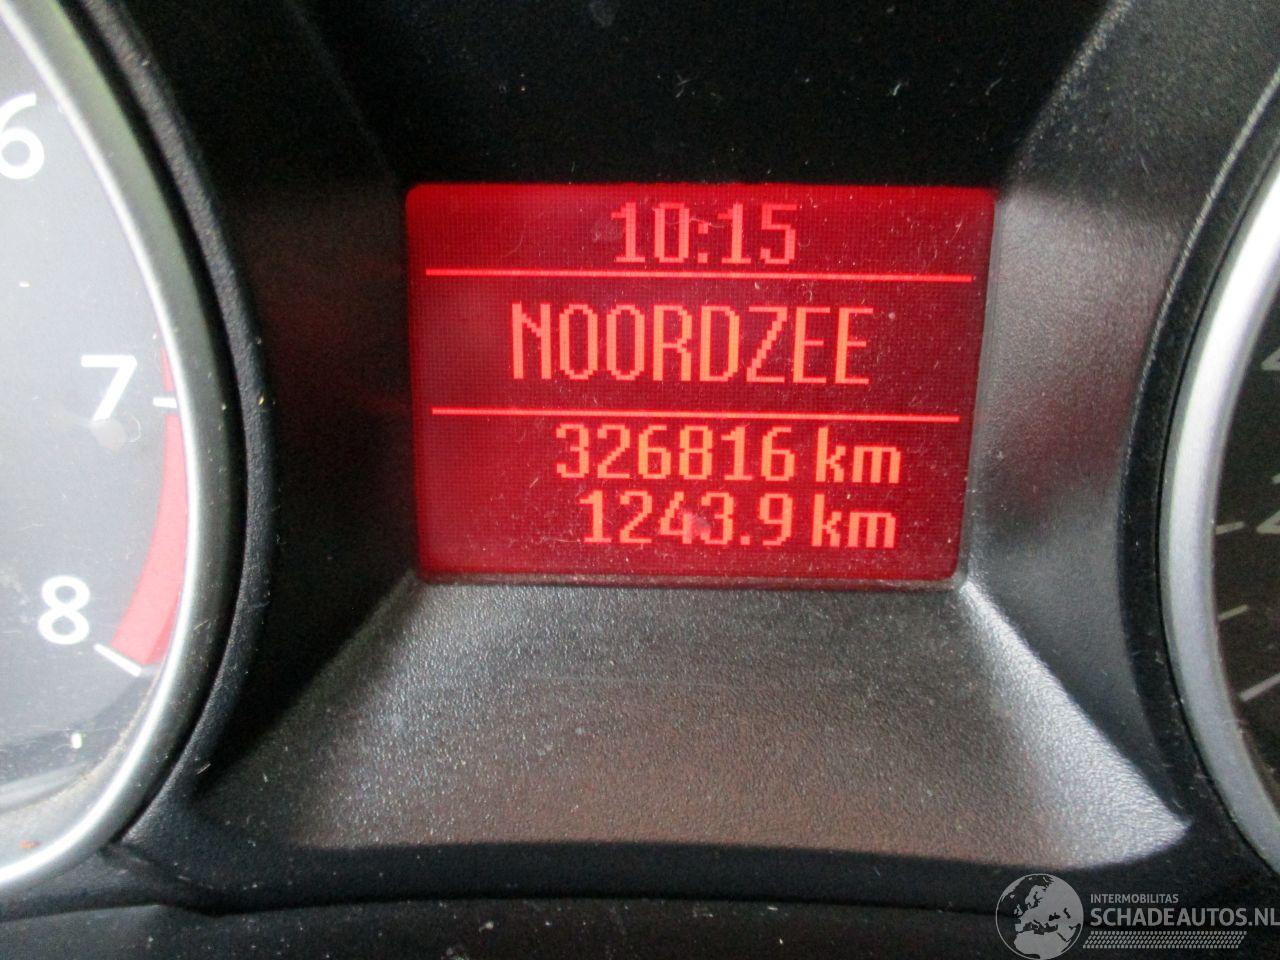 6
7
8
10:15
NOORDZEE
326816 km
1243.9 km
INTERMOBILITAS
SCHADEAUTOS.NL